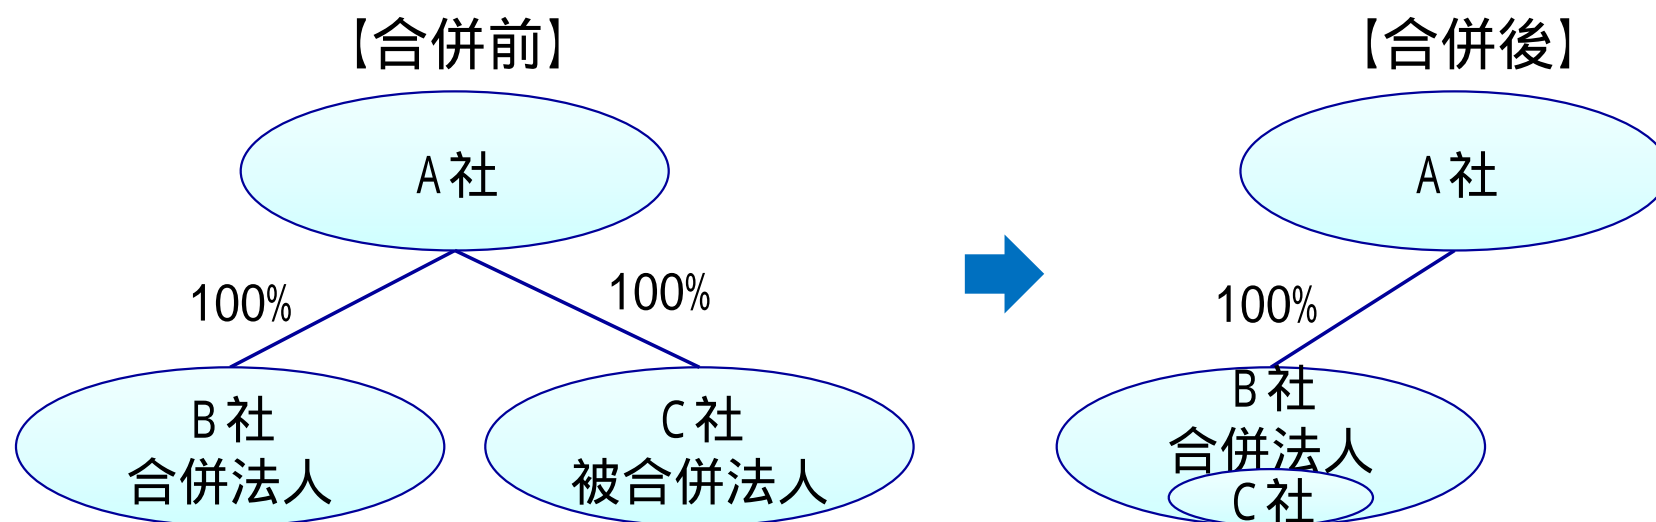 【合併前】
A社
100%
100%
B社
合併法人
C社
被合併法人
【合併後】
A社
100%
B社
合併法人
C社